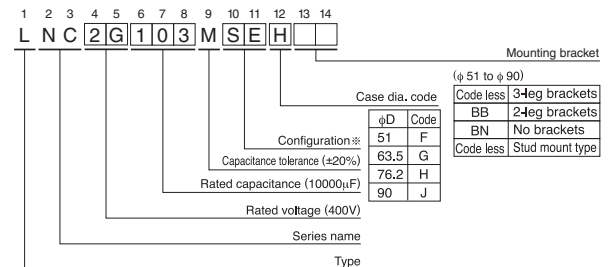 1 2 3 4 5 6 7 8 9 10 11 12 13 14
L N C 2 G 1 0 3 M S E H
Mounting bracket
(φ 51 to φ 90)
Code less 3-leg brackets
BB 2-leg brackets
BN No brackets
Code less Stud mount type
Case dia. code
φD Code
51 F
63.5 G
76.2 H
90 J
Configuration※
Capacitance tolerance (±20%)
Rated capacitance (10000μF)
Rated voltage (400V)
Series name
Type